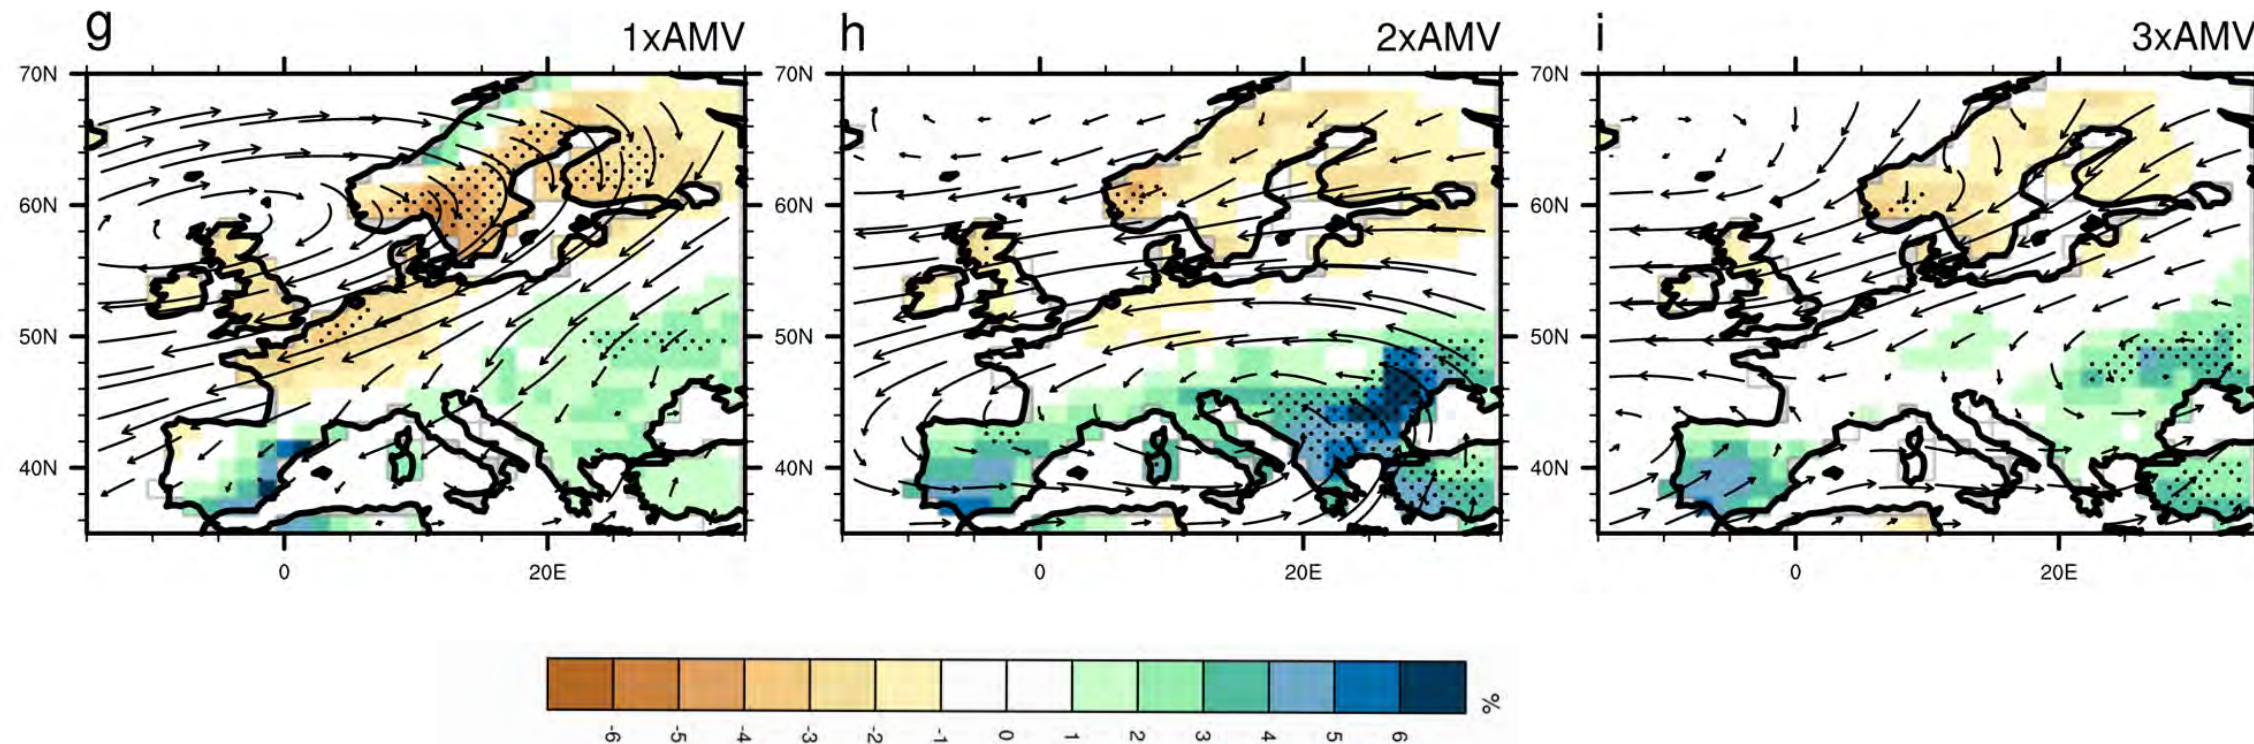 g 1xAMV h 2xAMV i 3xAMV
70N 70N 70N
60N 60N 60N
50N 50N 50N
40N 40N 40N
0 20E 0 20E 0 20E
-6 -5 -4 -3 -2 -1 0 1 2 3 4 5 6 %